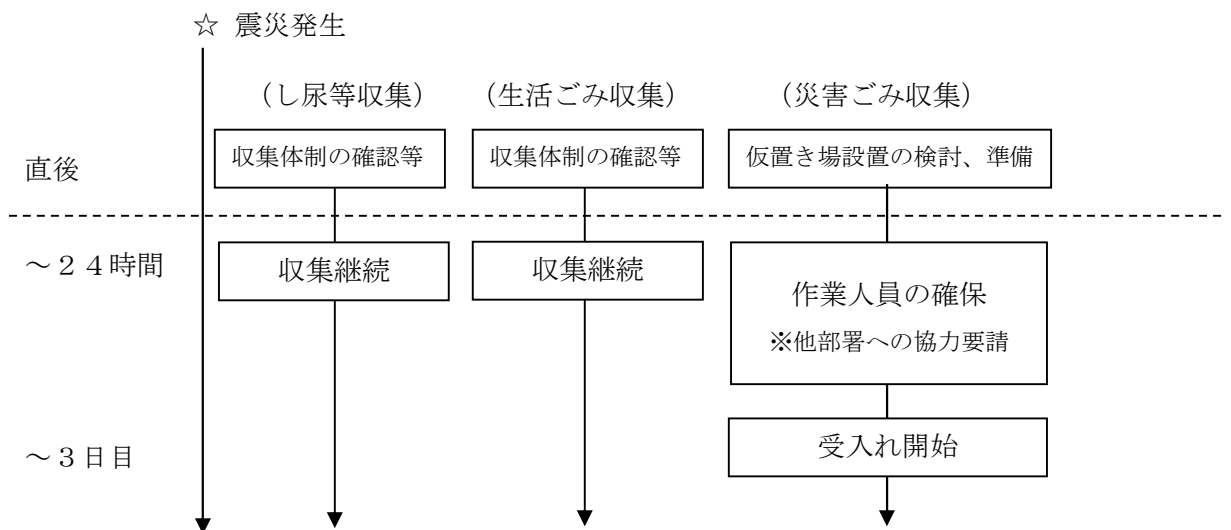 ☆ 震災発生
（し尿等収集） （生活ごみ収集） （災害ごみ収集）
直後 収集体制の確認等 収集体制の確認等 仮置き場設置の検討、準備
～２４時間 収集継続 収集継続 作業人員の確保
※他部署への協力要請
～３日目 受入れ開始